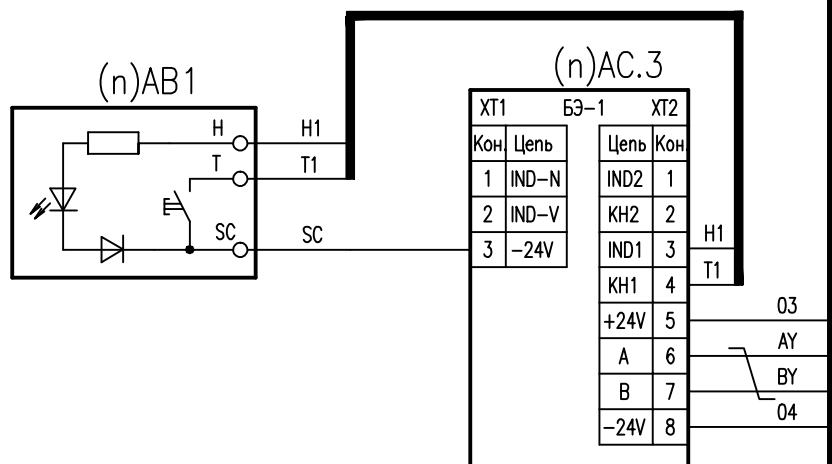 (n)AB1
(n)AC.3
H H1
T T1
SC SC
XT1 БЭ-1 XT2
Кон. Цепь
1 IND-N
2 IND-V
3 -24V
Цепь Кон.
IND2 1
КН2 2
IND1 3 H1
КН1 4 T1
+24V 5 03
A 6 AY
B 7 BY
-24V 8 04